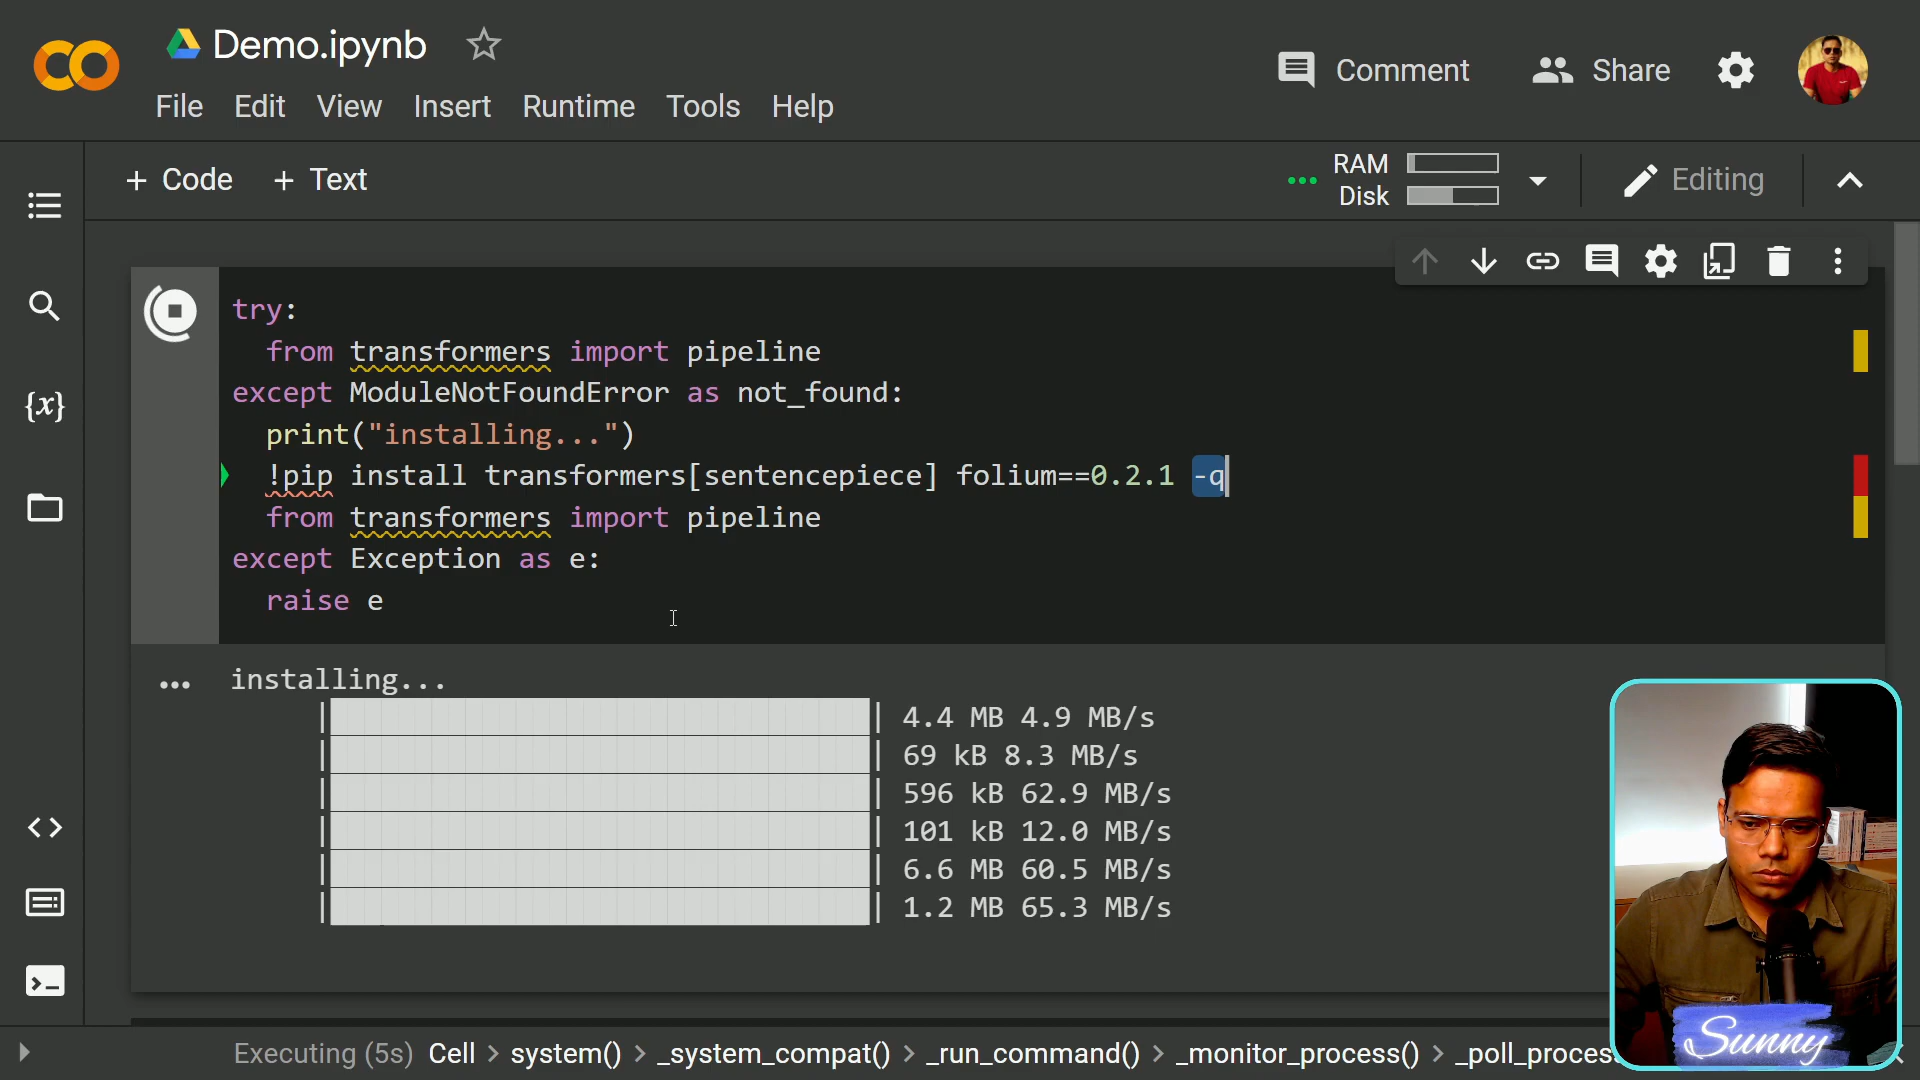 Demo.ipynb
Comment
Share
File Edit View Insert Runtime Tools Help
+ Code + Text
RAM
Disk
Editing
try:
from transformers import pipeline
except ModuleNotFoundError as not_found:
print("installing...")
!pip install transformers[sentencepiece] folium==0.2.1 -q
from transformers import pipeline
except Exception as e:
raise e
... installing...
| 4.4 MB 4.9 MB/s
| 69 kB 8.3 MB/s
| 596 kB 62.9 MB/s
| 101 kB 12.0 MB/s
| 6.6 MB 60.5 MB/s
| 1.2 MB 65.3 MB/s
Sunny
Executing (5s) Cell > system() > _system_compat() > _run_command() > _monitor_process() > _poll_process